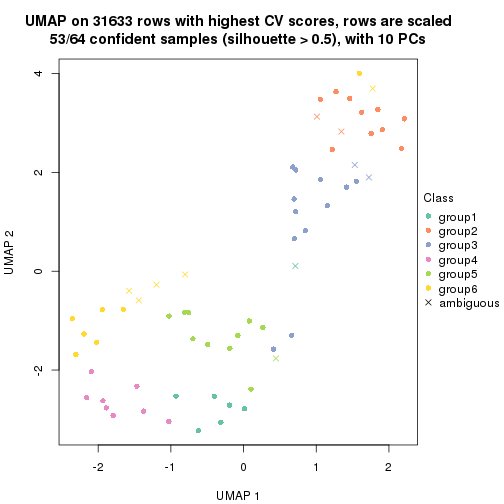 UMAP on 31633 rows with highest CV scores, rows are scaled
53/64 confident samples (silhouette > 0.5), with 10 PCs
4
2
0
-2
UMAP 2
-2
-1
0
1
2
UMAP 1
Class
group1
group2
group3
group4
group5
group6
ambiguous